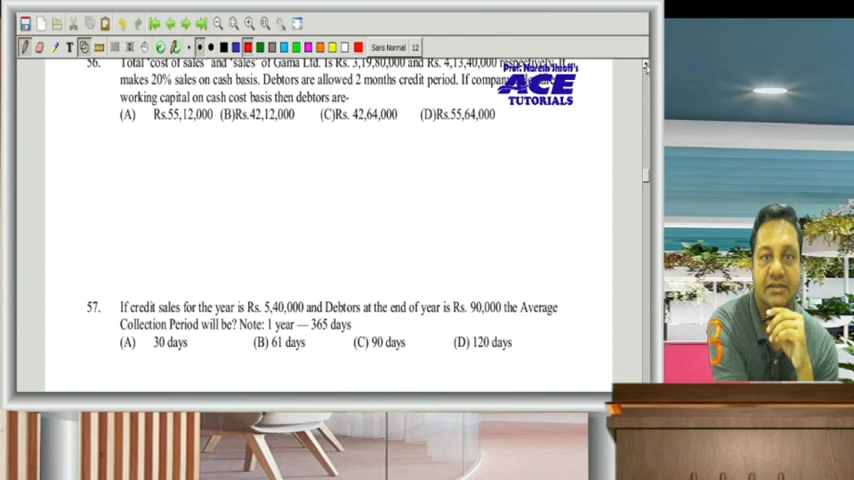 Sans Normal 12
56. Total 'cost of sales' and 'sales' of Gama Ltd. Is Rs. 3,19,80,000 and Rs. 4,13,40,000 respectively. It
makes 20% sales on cash basis. Debtors are allowed 2 months credit period. If company
working capital on cash cost basis then debtors are-
(A) Rs.55,12,000 (B)Rs.42,12,000 (C)Rs. 42,64,000 (D)Rs.55,64,000
Prof. Naresh Shroff's
ACE
TUTORIALS
57. If credit sales for the year is Rs. 5,40,000 and Debtors at the end of year is Rs. 90,000 the Average
Collection Period will be? Note: 1 year — 365 days
(A) 30 days (B) 61 days (C) 90 days (D) 120 days